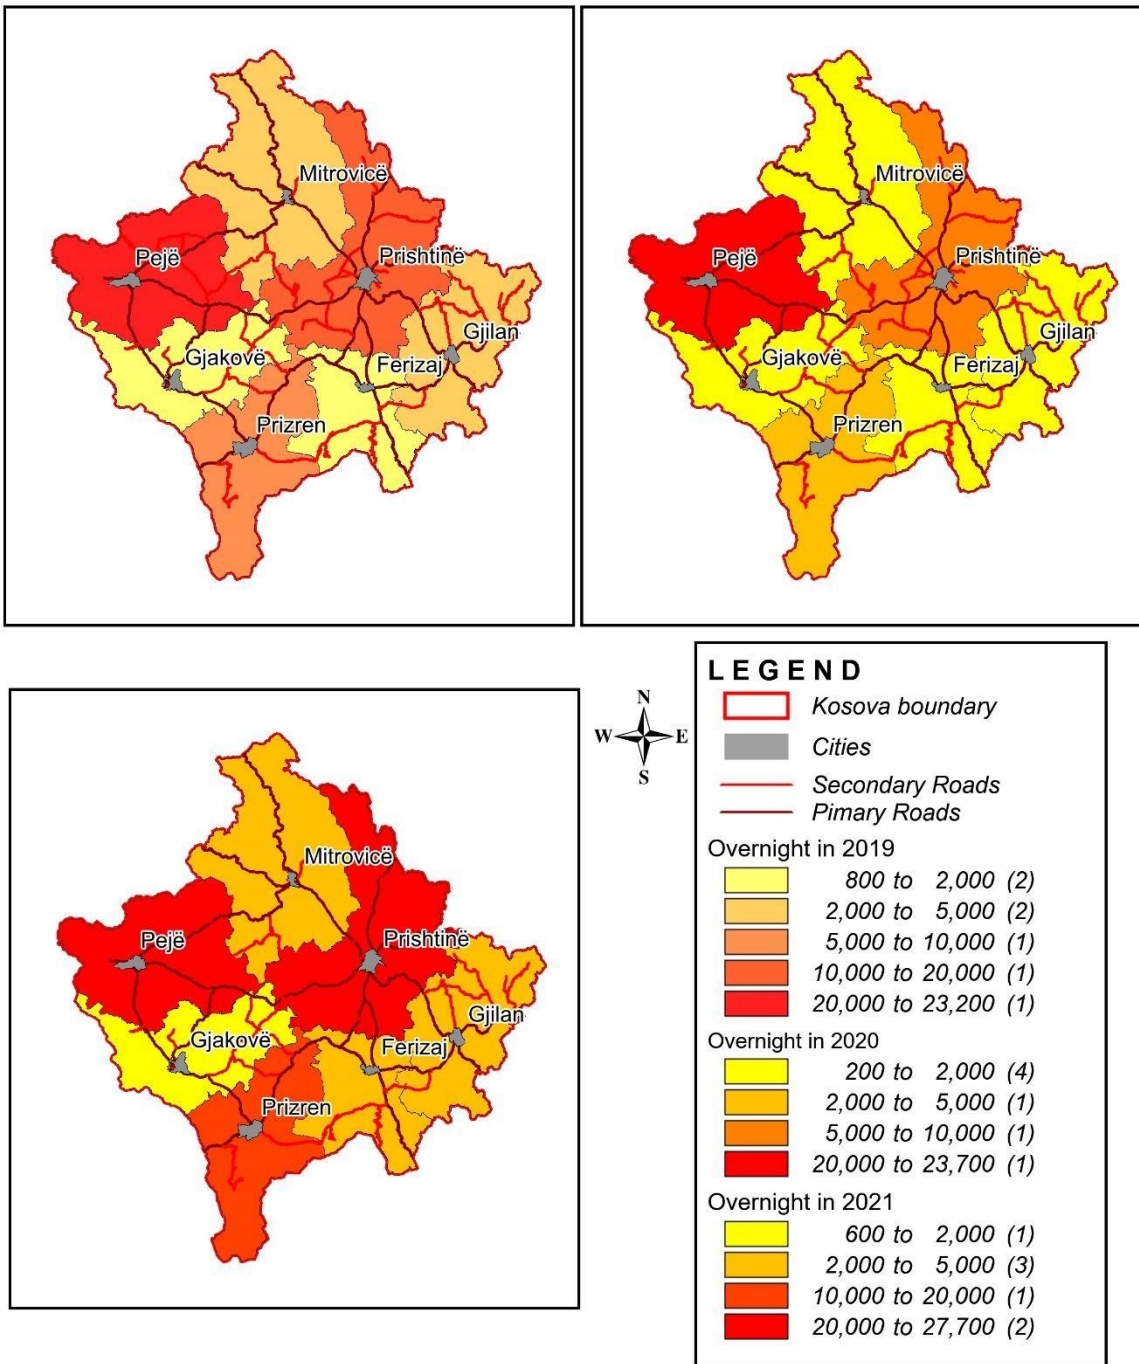 Mitrovicë
Pejë
Prishtinë
Gjilan
Gjakovë
Ferizaj
Prizren
Mitrovicë
Pejë
Prishtinë
Gjilan
Gjakovë
Ferizaj
Prizren
Mitrovicë
Pejë
Prishtinë
Gjilan
Gjakovë
Ferizaj
Prizren
N
W E
S
LEGEND
Kosova boundary
Cities
Secondary Roads
Pimary Roads
Overnight in 2019
800 to 2,000 (2)
2,000 to 5,000 (2)
5,000 to 10,000 (1)
10,000 to 20,000 (1)
20,000 to 23,200 (1)
Overnight in 2020
200 to 2,000 (4)
2,000 to 5,000 (1)
5,000 to 10,000 (1)
20,000 to 23,700 (1)
Overnight in 2021
600 to 2,000 (1)
2,000 to 5,000 (3)
10,000 to 20,000 (1)
20,000 to 27,700 (2)